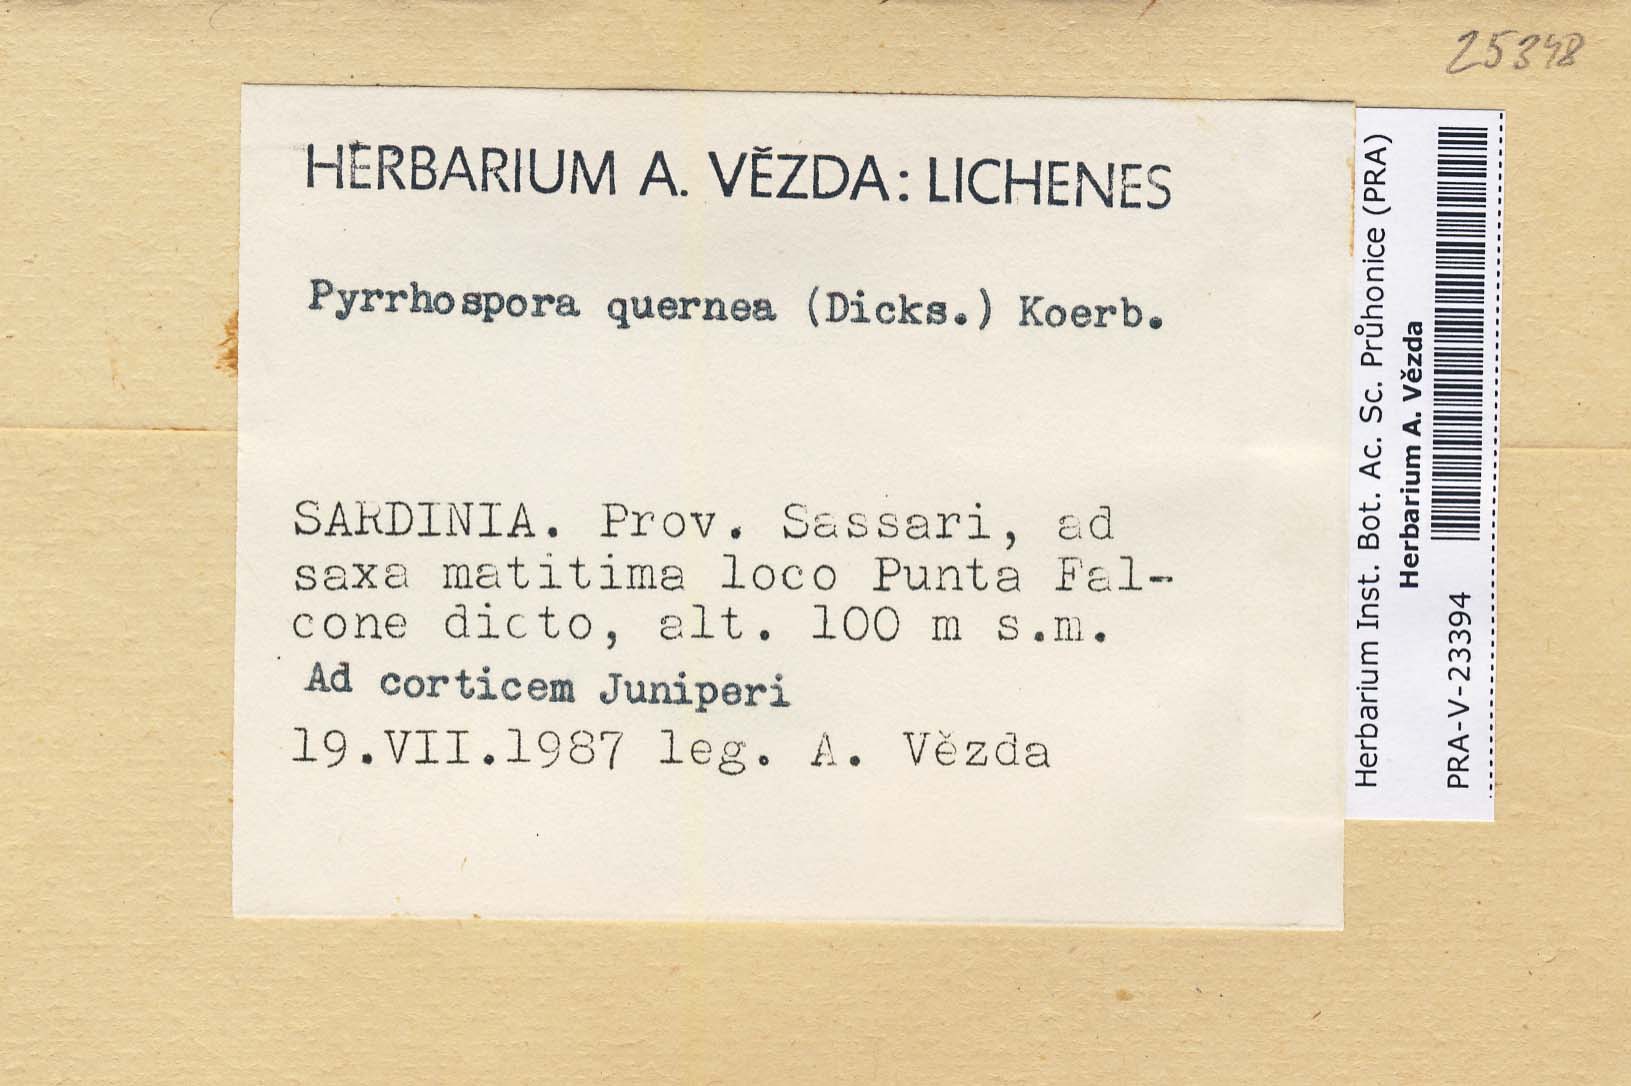 25348
HERBARIUM A. VĚZDA: LICHENES
Pyrrhospora quernea (Dicks.) Koerb.
SARDINIA. Prov. Sassari, ad
saxa matitima loco Punta Fal-
cone dicto, alt. 100 m s.m.
Ad corticem Juniperi
19.VII.1987 leg. A. Vězda
Herbarium Inst. Bot. Ac. Sc. Průhonice (PRA)
Herbarium A. Vězda
PRA-V-23394